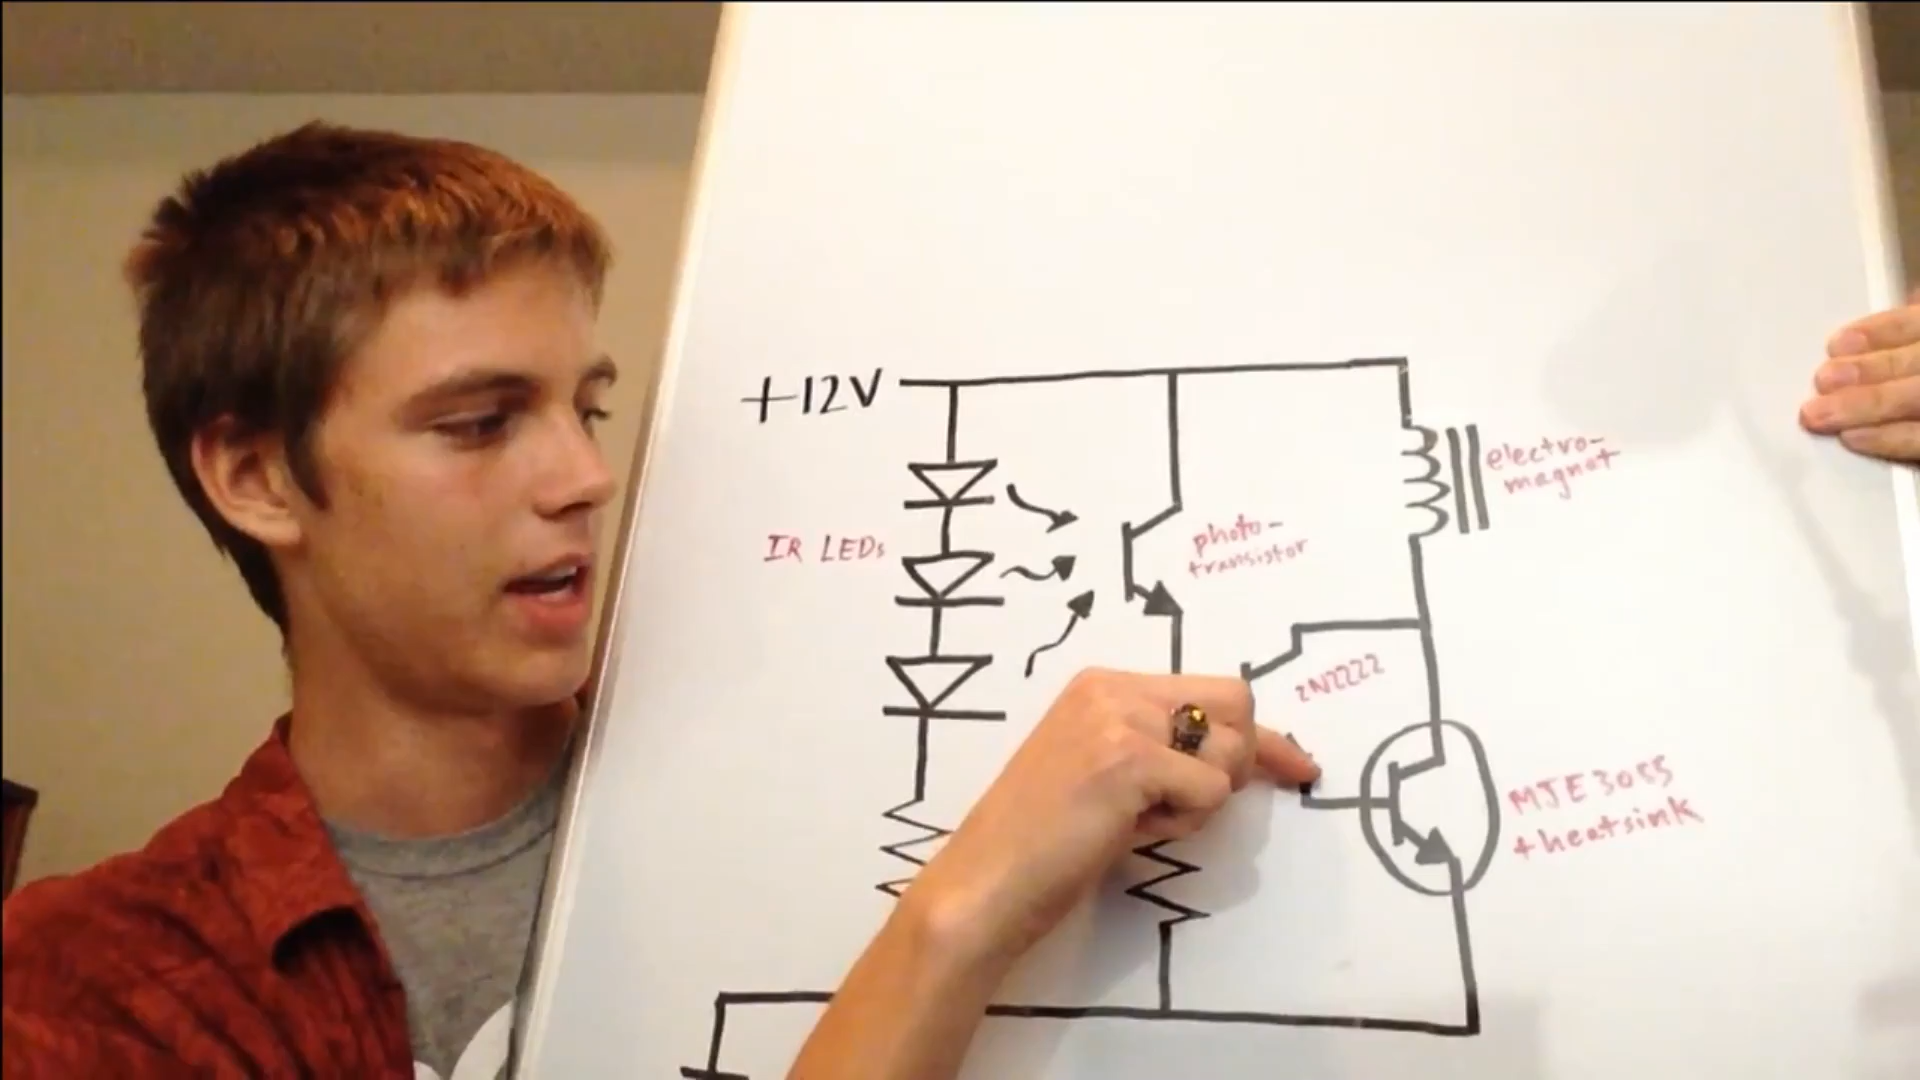 +12V
electro-
magnet
IR LEDs
photo-
transistor
2N2222
MJE3055
+heatsink